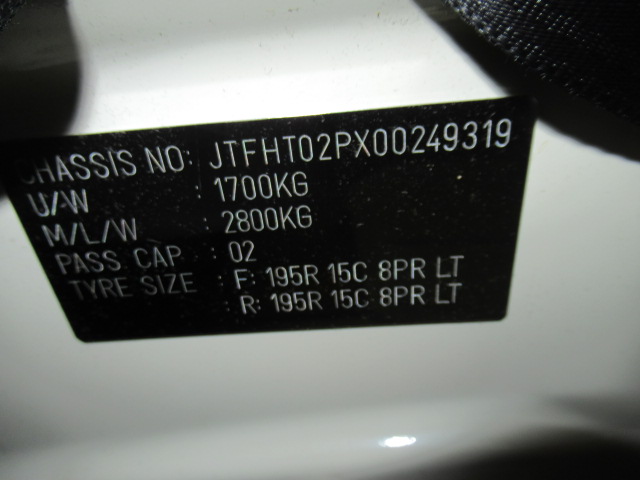 CHASSIS NO: JTFHT02PX00249319
U/W : 1700KG
M/L/W : 2800KG
PASS CAP : 02
TYRE SIZE : F: 195R 15C 8PR LT
: R: 195R 15C 8PR LT